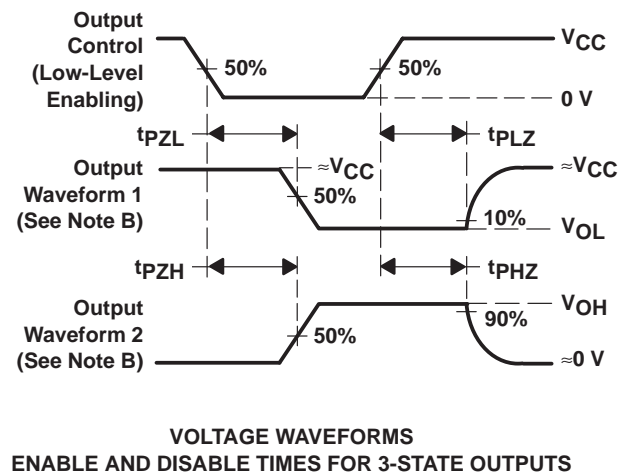 Output
Control
(Low-Level
Enabling)
50%
50%
VCC
0 V
tPZL
tPLZ
Output
Waveform 1
(See Note B)
≈VCC
50%
≈VCC
10%
VOL
tPZH
tPHZ
Output
Waveform 2
(See Note B)
50%
VOH
90%
≈0 V
VOLTAGE WAVEFORMS
ENABLE AND DISABLE TIMES FOR 3-STATE OUTPUTS